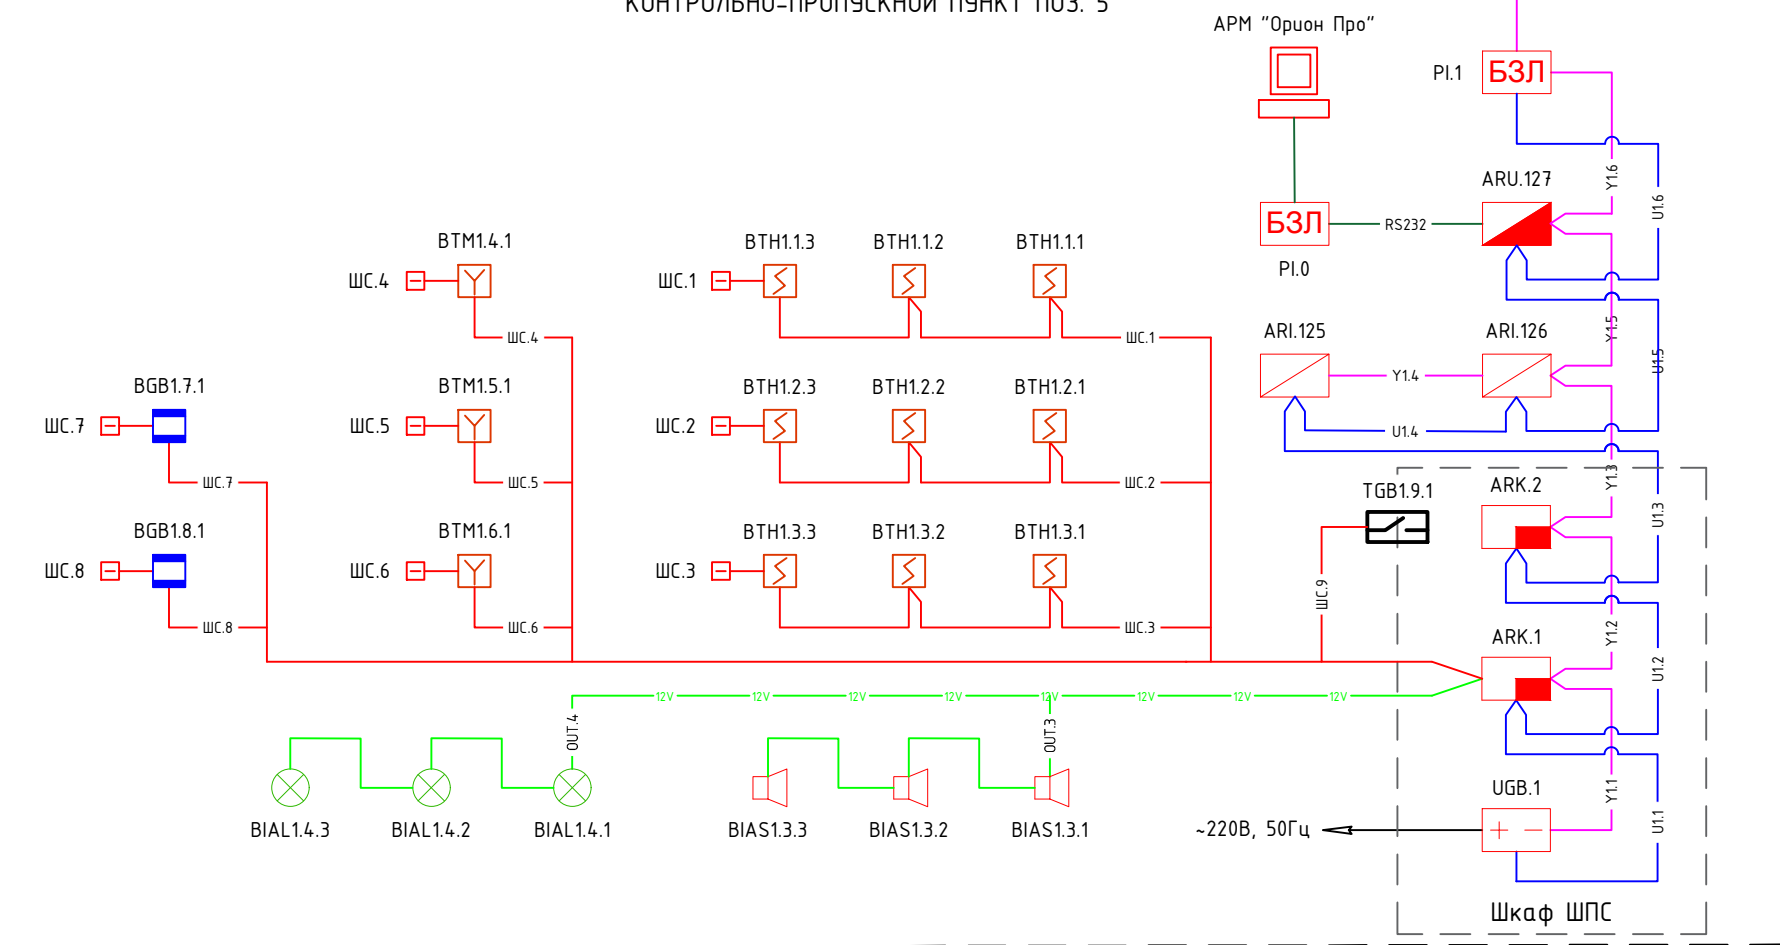 КОНТРОЛЬНО-ПРОПУСКНОЙ ПУНКТ ПОЗ. 5
АРМ "Орион Про"
PI.1
БЗЛ
Y1.6
U1.6
ARU.127
БЗЛ
RS232
PI.0
BTM1.4.1
BTH1.1.3
BTH1.1.2
BTH1.1.1
ШС.4
ШС.1
ШС.4
ШС.1
Y1.5
U1.5
ARI.125
ARI.126
Y1.4
U1.4
BGB1.7.1
BTM1.5.1
BTH1.2.3
BTH1.2.2
BTH1.2.1
ШС.7
ШС.5
ШС.2
ШС.7
ШС.5
ШС.2
Y1.3
U1.3
TGB1.9.1
ARK.2
BGB1.8.1
BTM1.6.1
BTH1.3.3
BTH1.3.2
BTH1.3.1
ШС.8
ШС.6
ШС.3
ШС.9
ШС.8
ШС.6
ШС.3
Y1.2
U1.2
ARK.1
12V
12V
12V
12V
12V
12V
12V
12V
OUT.4
OUT.3
Y1.1
U1.1
UGB.1
BIAL1.4.3
BIAL1.4.2
BIAL1.4.1
BIAS1.3.3
BIAS1.3.2
BIAS1.3.1
~220В, 50Гц
+ −
Шкаф ШПС